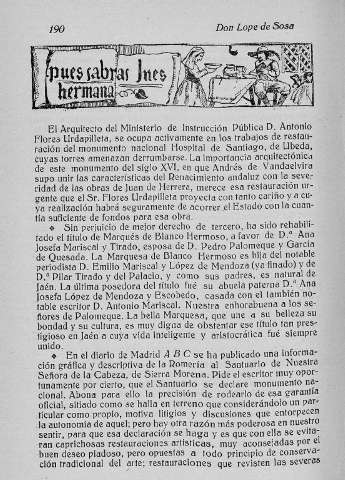 190
Don Lope de Sosa
pues sabras Ines
hermana
El Arquitecto del Ministerio de Instrucción Pública D. Antonio
Flores Urdapilleta, se ocupa activamente en los trabajos de restau-
ración del monumento nacional Hospital de Santiago, de Ubeda,
cuyas torres amenazan derrumbarse. La importancia arquitectónica
de este monumento del siglo XVI, en que Andrés de Vandaelvira
supo unir las características del Renacimiento andaluz con la seve-
ridad de las obras de Juan de Herrera, merece esa restauración ur-
gente que el Sr. Flores Urdapilleta proyecta con tanto cariño y a cu-
ya realización habrá seguramente de acorrer el Estado con la cuan-
tía suficiente de fondos para esa obra.
❖ Sin perjuicio de mejor derecho de tercero, ha sido rehabili-
tado el título de Marqués de Blanco Hermoso, a favor de D.ª Ana
Josefa Mariscal y Tirado, esposa de D. Pedro Palomeque y García
de Quesada. La Marquesa de Blanco Hermoso es hija del notable
periodista D. Emilio Mariscal y López de Mendoza (ya finado) y de
D.ª Pilar Tirado y del Palacio, y como sus padres, es natural de
Jaén. La última posedora del título fué su abuela paterna D.ª Ana
Josefa López de Mendoza y Escobedo, casada con el también no-
table escritor D. Antonio Mariscal. Nuestra enhorabuena a los se-
ñores de Palomeque. La bella Marquesa, que une a su belleza su
bondad y su cultura, es muy digna de obstentar ese título tan pres-
tigioso en Jaén a cuya vida inteligente y aristocrática fué siempre
unido.
❖ En el diario de Madrid A B C se ha publicado una informa-
ción gráfica y descriptiva de la Romería al Santuario de Nuestra
Señora de la Cabeza, de Sierra Morena. Pide el escritor muy opor-
tunamente por cierto, que el Santuario se declare monumento na-
cional. Abona para ello la precisión de rodearlo de esa garantía
oficial, sitiado como se halla en terreno que considerándolo un par-
ticular como propio, motiva litigios y discusiones que entorpecen
la autonomía de aquel; pero hay otra razón más poderosa en nuestro
sentir, para que esa declaración se haga y es que con ella se evita-
ran caprichosas restauraciones artísticas, muy aconsejadas por el
buen deseo piadoso, pero opuestas a todo principio de conserva-
ción tradicional del arte; restauraciones que revisten las severas